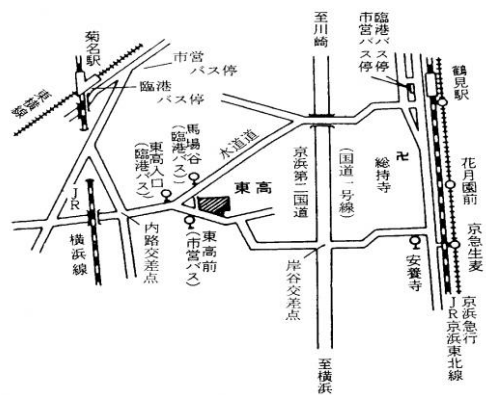 菊名駅
東横線
市営
バス停
臨港
バス停
JR
横浜線
内路交差点
東高入口
(臨港バス)
馬場谷
(臨港バス)
水道道
東高
東高前
(市営バス)
至川崎
京浜第二国道
(国道一号線)
岸谷交差点
至横浜
臨港バス停
市営バス停
総持寺
安養寺
鶴見駅
花月園前
京急生麦
京浜急行
JR京浜東北線